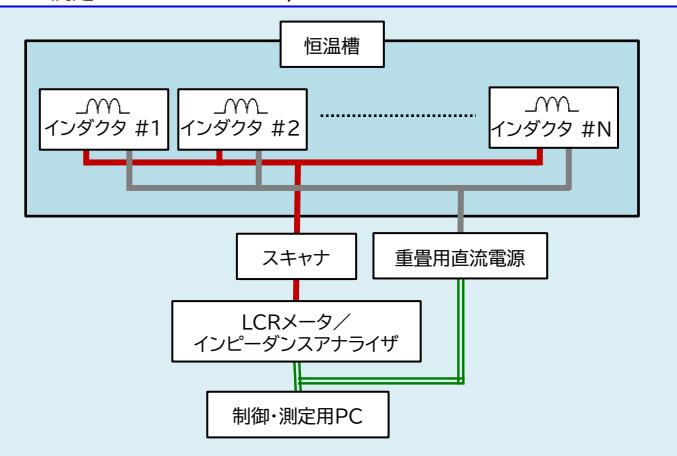 恒温槽
インダクタ #1
インダクタ #2
インダクタ #N
スキャナ
重畳用直流電源
LCRメータ／
インピーダンスアナライザ
制御・測定用PC